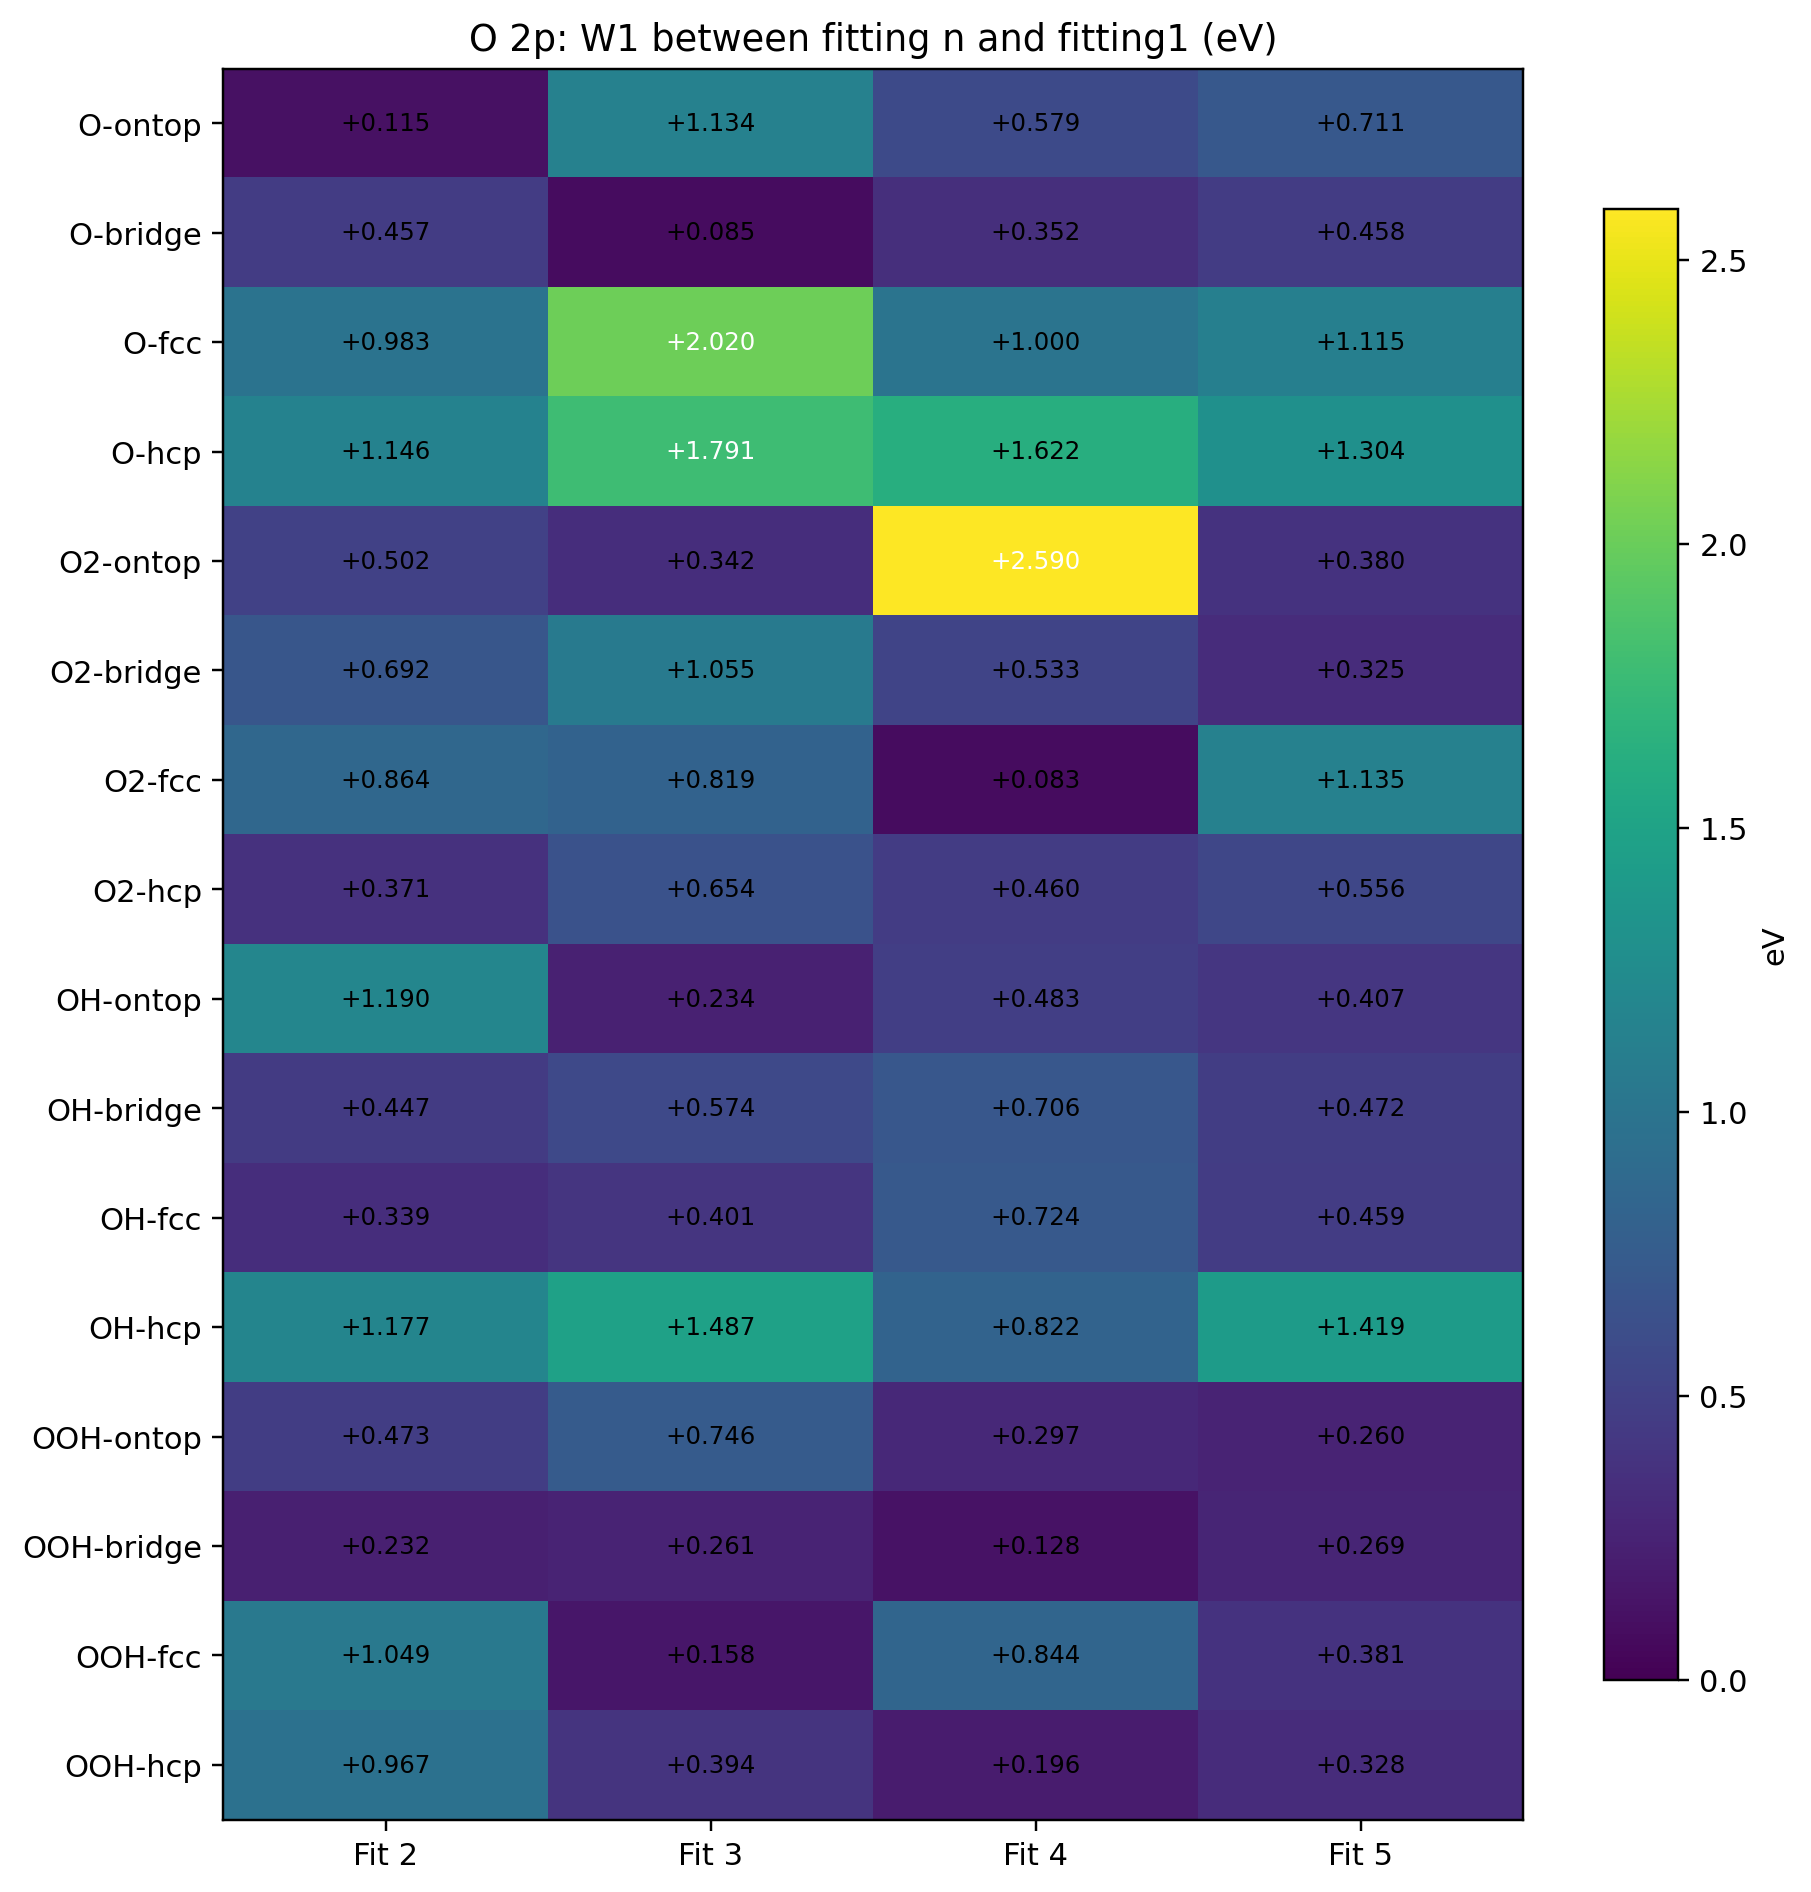 O 2p: W1 between fitting n and fitting1 (eV)
O-ontop +0.115 +1.134 +0.579 +0.711
O-bridge +0.457 +0.085 +0.352 +0.458
O-fcc +0.983 +2.020 +1.000 +1.115
O-hcp +1.146 +1.791 +1.622 +1.304
O2-ontop +0.502 +0.342 +2.590 +0.380
O2-bridge +0.692 +1.055 +0.533 +0.325
O2-fcc +0.864 +0.819 +0.083 +1.135
O2-hcp +0.371 +0.654 +0.460 +0.556
OH-ontop +1.190 +0.234 +0.483 +0.407
OH-bridge +0.447 +0.574 +0.706 +0.472
OH-fcc +0.339 +0.401 +0.724 +0.459
OH-hcp +1.177 +1.487 +0.822 +1.419
OOH-ontop +0.473 +0.746 +0.297 +0.260
OOH-bridge +0.232 +0.261 +0.128 +0.269
OOH-fcc +1.049 +0.158 +0.844 +0.381
OOH-hcp +0.967 +0.394 +0.196 +0.328
Fit 2 Fit 3 Fit 4 Fit 5
2.5
2.0
1.5
1.0
0.5
0.0
eV